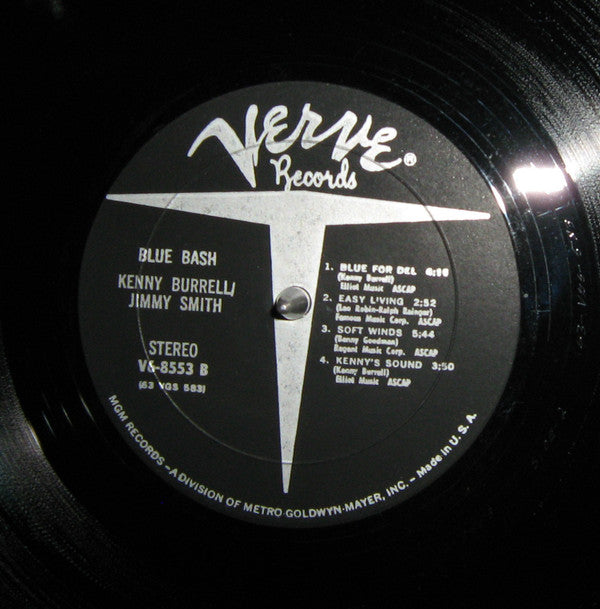 Verve®
Records
BLUE BASH
KENNY BURRELL/
JIMMY SMITH
STEREO
V6-8553 B
(63 VGS 583)
1. BLUE FOR DEL
(Kenny Burrell)
Elliot Music ASCAP
2. EASY LIVING 2:52
(Leo Robin-Ralph Rainger)
Famous Music Corp. ASCAP
3. SOFT WINDS 5:44
(Benny Goodman)
Regent Music Corp. ASCAP
4. KENNY'S SOUND 3:50
(Kenny Burrell)
Elliot Music ASCAP
MGM RECORDS – A DIVISION OF METRO-GOLDWYN-MAYER, INC. – Made in U.S.A.